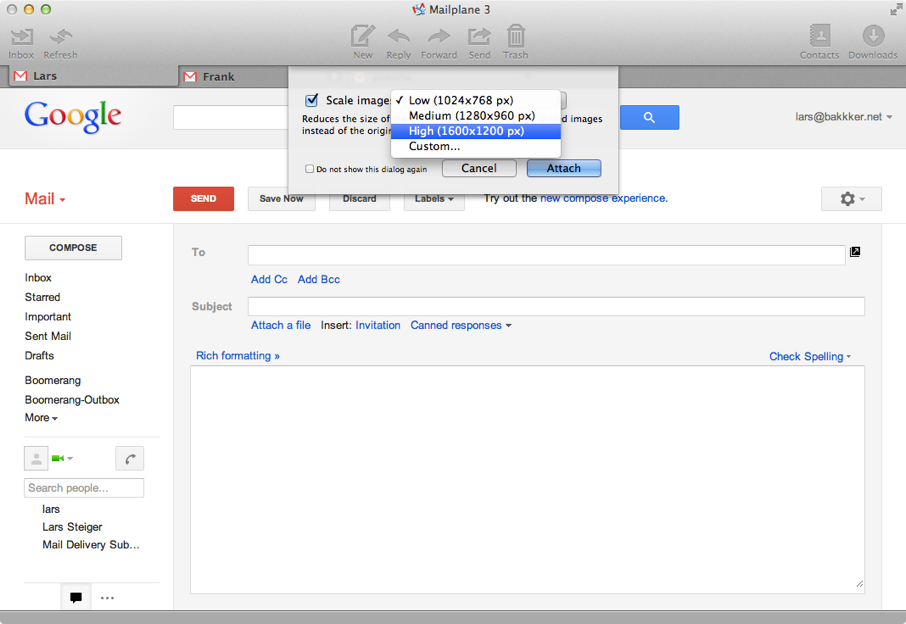 Mailplane 3
Inbox Refresh New Reply Forward Send Trash Contacts Downloads
Lars Frank
Scale images
✓ Low (1024x768 px)
Medium (1280x960 px)
High (1600x1200 px)
Custom...
Reduces the size of
images
instead of the
Do not show this dialog again Cancel Attach
Google lars@bakkker.net
Mail SEND Save Now Discard Labels Try out the new compose experience.
COMPOSE
Inbox
Starred
Important
Sent Mail
Drafts
Boomerang
Boomerang-Outbox
More
Search people...
lars
Lars Steiger
Mail Delivery Sub...
To
Add Cc Add Bcc
Subject
Attach a file Insert: Invitation Canned responses
Rich formatting » Check Spelling